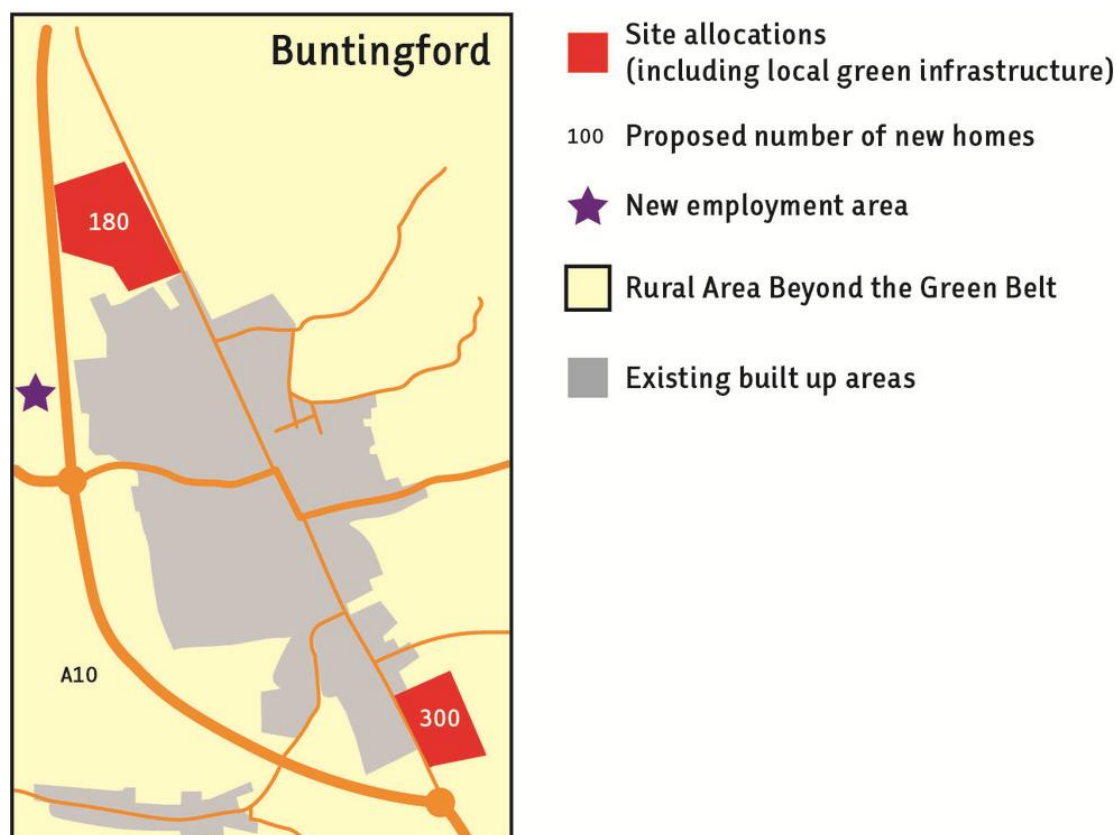 Buntingford
180
A10
300
Site allocations
(including local green infrastructure)
100 Proposed number of new homes
New employment area
Rural Area Beyond the Green Belt
Existing built up areas